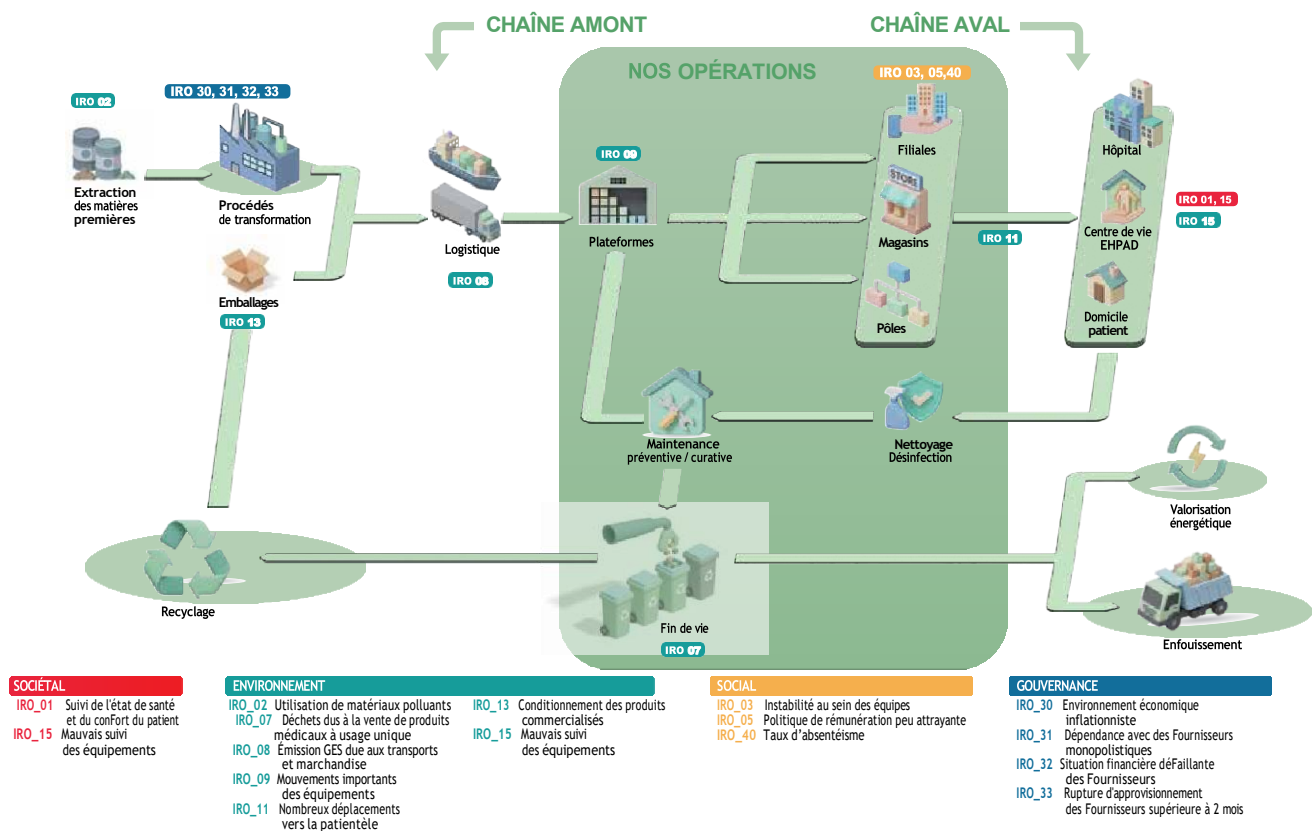 CHAÎNE AMONT
CHAÎNE AVAL
NOS OPÉRATIONS
IRO 02
Extraction
des matières
premières
IRO 30, 31, 32, 33
Procédés
de transformation
Emballages
IRO 13
Logistique
IRO 08
IRO 09
Plateformes
IRO 03, 05,40
Filiales
STORE
Magasins
Pôles
IRO 11
Hôpital
Centre de vie
EHPAD
IRO 01, 15
IRO 15
Domicile
patient
Maintenance
préventive / curative
Nettoyage
Désinfection
Valorisation
énergétique
Recyclage
Fin de vie
IRO 07
Enfouissement
SOCIÉTAL
IRO_01 Suivi de l'état de santé
et du conFort du patient
IRO_15 Mauvais suivi
des équipements
ENVIRONNEMENT
IRO_02 Utilisation de matériaux polluants
IRO_07 Déchets dus à la vente de produits
médicaux à usage unique
IRO_08 Émission GES due aux transports
et marchandise
IRO_09 Mouvements importants
des équipements
IRO_11 Nombreux déplacements
vers la patientèle
IRO_13 Conditionnement des produits
commercialisés
IRO_15 Mauvais suivi
des équipements
SOCIAL
IRO_03 Instabilité au sein des équipes
IRO_05 Politique de rémunération peu attrayante
IRO_40 Taux d'absentéisme
GOUVERNANCE
IRO_30 Environnement économique
inflationniste
IRO_31 Dépendance avec des Fournisseurs
monopolistiques
IRO_32 Situation financière déFaillante
des Fournisseurs
IRO_33 Rupture d'approvisionnement
des Fournisseurs supérieure à 2 mois